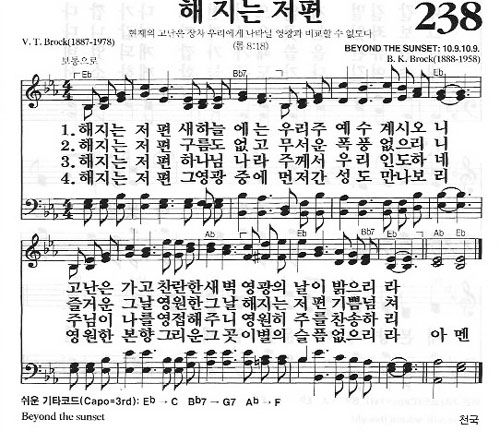 해 지는 저편
238
현재의 고난은 장차 우리에게 나타날 영광과 비교할 수 없도다
(롬 8:18)
V. T. Brock(1887-1978)
BEYOND THE SUNSET: 10.9.10.9.
B. K. Brock(1888-1958)
보통으로
Eb Bb7 Eb
1. 해지는 저 편 새하늘 에는 우리주 예수 계시오 니
2. 해지는 저 편 구름도 없고 무서운 폭풍 없으리 니
3. 해지는 저 편 하나님 나라 주께서 우리 인도하 네
4. 해지는 저 편 그영광 중에 먼저간 성도 만나보 리
Ab Eb Bb7 Eb Ab Eb
고난은 가고 찬란한 새 벽 영광의 날이 밝으리 라
즐거운 그날 영원한 그날 해지는 저편 기쁨넘 쳐
주님이 나를 영접해 주니 영원히 주를 찬송하 리
영원한 본향 그리운 그 곳 이별의 슬픔 없으리 라 아 멘
쉬운 기타코드(Capo=3rd): Eb → C Bb7 → G7 Ab → F
Beyond the sunset
천국